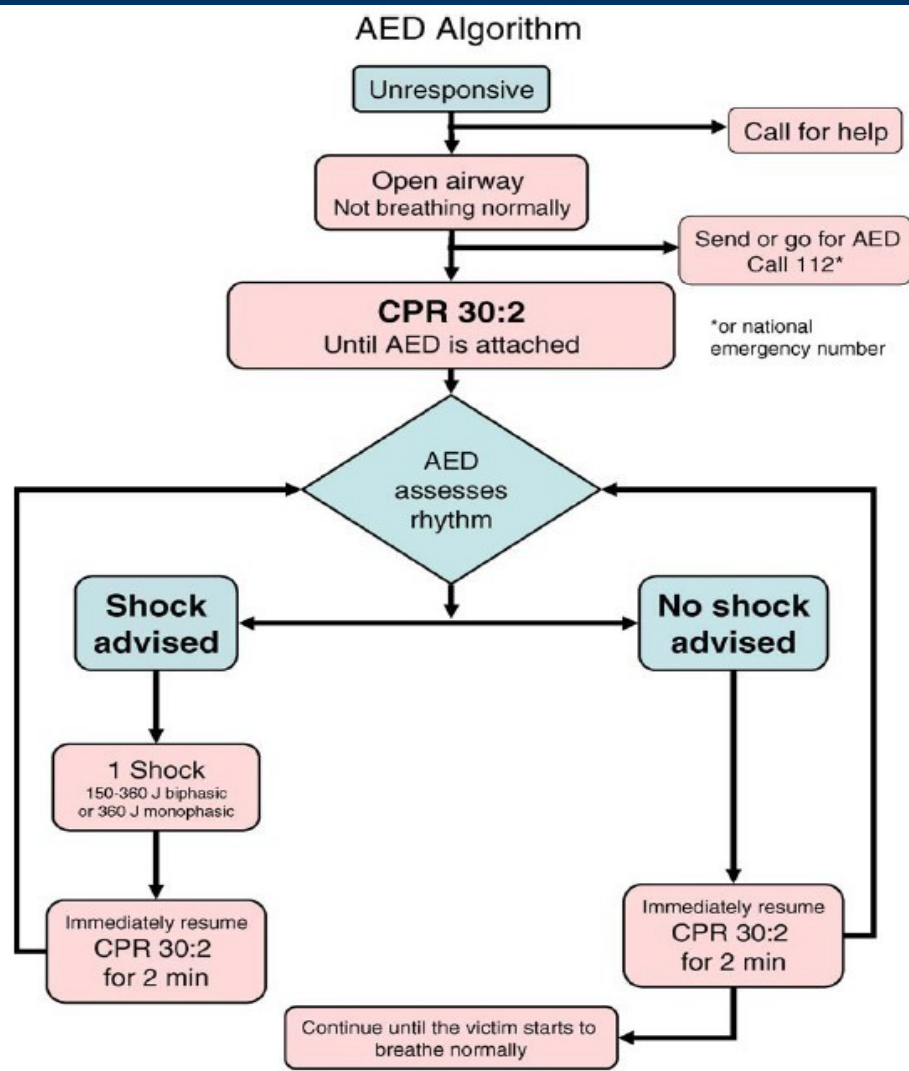 AED Algorithm
Unresponsive
Call for help
Open airway
Not breathing normally
Send or go for AED
Call 112*
CPR 30:2
Until AED is attached
*or national
emergency number
AED
assesses
rhythm
Shock
advised
No shock
advised
1 Shock
150-360 J biphasic
or 360 J monophasic
Immediately resume
CPR 30:2
for 2 min
Immediately resume
CPR 30:2
for 2 min
Continue until the victim starts to
breathe normally